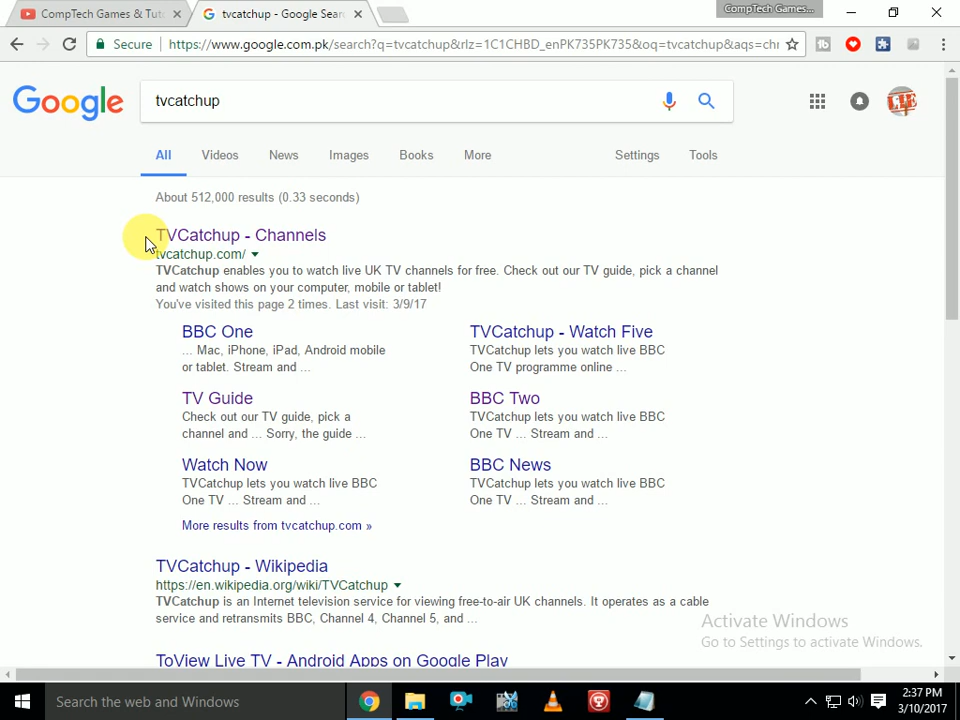 CompTech Games & Tut
tvcatchup - Google Sear
CompTech Games...
Secure
https://www.google.com.pk/search?q=tvcatchup&rlz=1C1CHBD_enPK735PK735&oq=tvcatchup&aqs=chr
Google
tvcatchup
All Videos News Images Books More Settings Tools
About 512,000 results (0.33 seconds)
TVCatchup - Channels
tvcatchup.com/
TVCatchup enables you to watch live UK TV channels for free. Check out our TV guide, pick a channel
and watch shows on your computer, mobile or tablet!
You've visited this page 2 times. Last visit: 3/9/17
BBC One
... Mac, iPhone, iPad, Android mobile
or tablet. Stream and ...
TVCatchup - Watch Five
TVCatchup lets you watch live BBC
One TV programme online ...
TV Guide
Check out our TV guide, pick a
channel and ... Sorry, the guide ...
BBC Two
TVCatchup lets you watch live BBC
One TV ... Stream and ...
Watch Now
TVCatchup lets you watch live BBC
One TV ... Stream and ...
BBC News
TVCatchup lets you watch live BBC
One TV ... Stream and ...
More results from tvcatchup.com »
TVCatchup - Wikipedia
https://en.wikipedia.org/wiki/TVCatchup
TVCatchup is an Internet television service for viewing free-to-air UK channels. It operates as a cable
service and retransmits BBC, Channel 4, Channel 5, and ...
ToView Live TV - Android Apps on Google Play
Activate Windows
Go to Settings to activate Windows.
Search the web and Windows
2:37 PM
3/10/2017